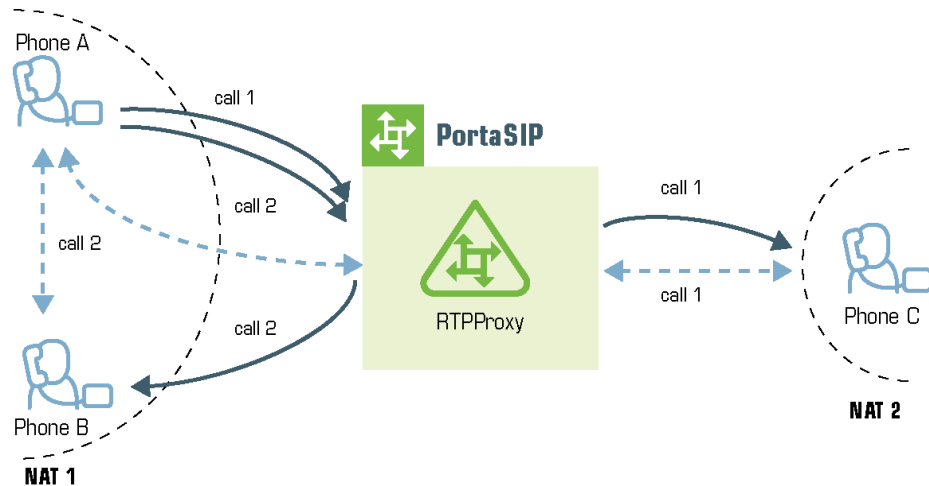 Phone A
call 1
PortaSIP
call 1
call 2
call 2
call 1
RTPProxy
Phone C
call 2
Phone B
NAT 2
NAT 1